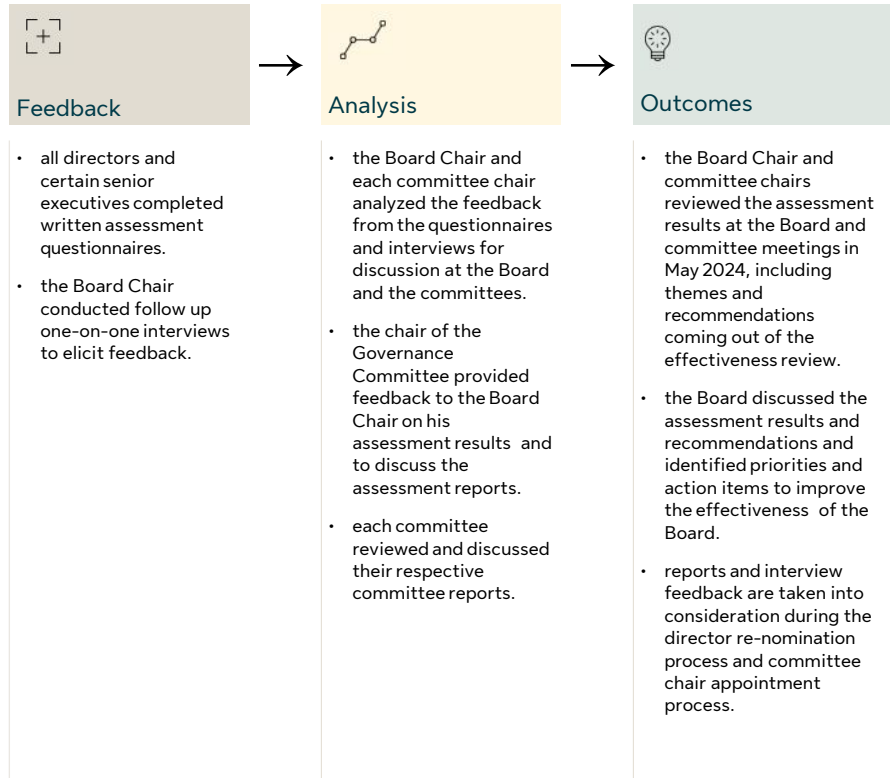 Feedback
all directors and
certain senior
executives completed
written assessment
questionnaires.
the Board Chair
conducted follow up
one-on-one interviews
to elicit feedback.
Analysis
the Board Chair and
each committee chair
analyzed the feedback
from the questionnaires
and interviews for
discussion at the Board
and the committees.
the chair of the
Governance
Committee provided
feedback to the Board
Chair on his
assessment results and
to discuss the
assessment reports.
each committee
reviewed and discussed
their respective
committee reports.
Outcomes
the Board Chair and
committee chairs
reviewed the assessment
results at the Board and
committee meetings in
May 2024, including
themes and
recommendations
coming out of the
effectiveness review.
the Board discussed the
assessment results and
recommendations and
identified priorities and
action items to improve
the effectiveness of the
Board.
reports and interview
feedback are taken into
consideration during the
director re-nomination
process and committee
chair appointment
process.